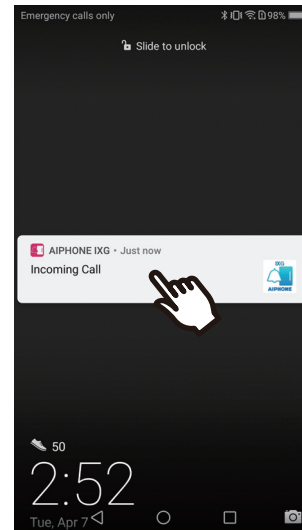 Emergency calls only 98%
Slide to unlock
AIPHONE IXG • Just now
Incoming Call
IXG
AIPHONE
50
2:52
Tue, Apr 7